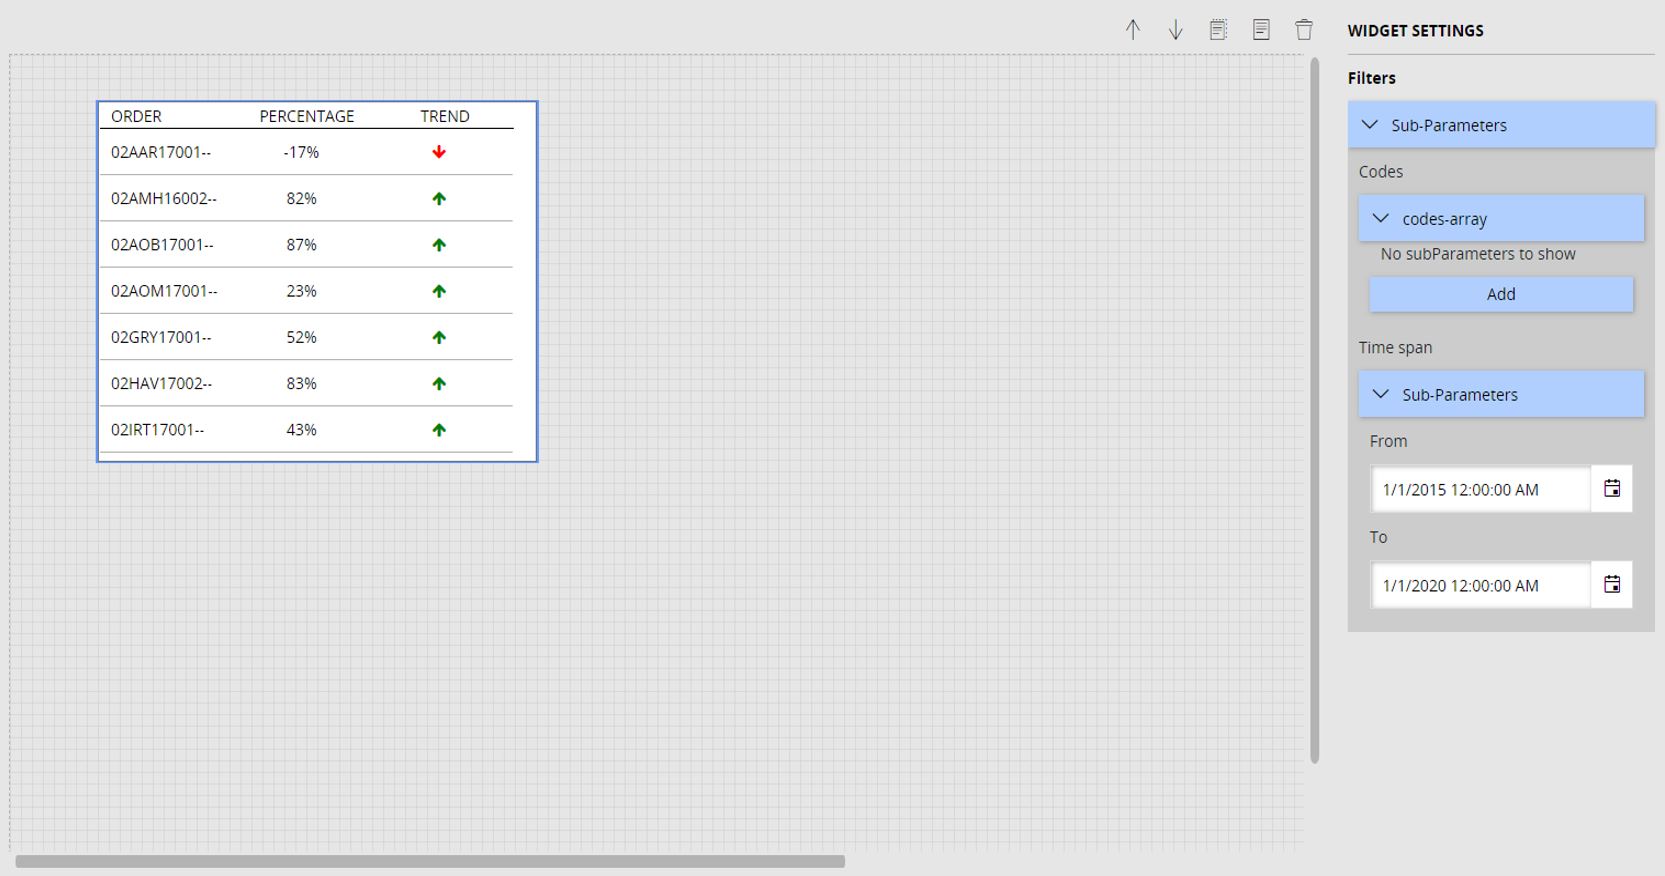 WIDGET SETTINGS
Filters
Sub-Parameters
Codes
codes-array
No subParameters to show
Add
Time span
Sub-Parameters
From
1/1/2015 12:00:00 AM
To
1/1/2020 12:00:00 AM
ORDER PERCENTAGE TREND
02AAR17001-- -17%
02AMH16002-- 82%
02AOB17001-- 87%
02AOM17001-- 23%
02GRY17001-- 52%
02HAV17002-- 83%
02IRT17001-- 43%